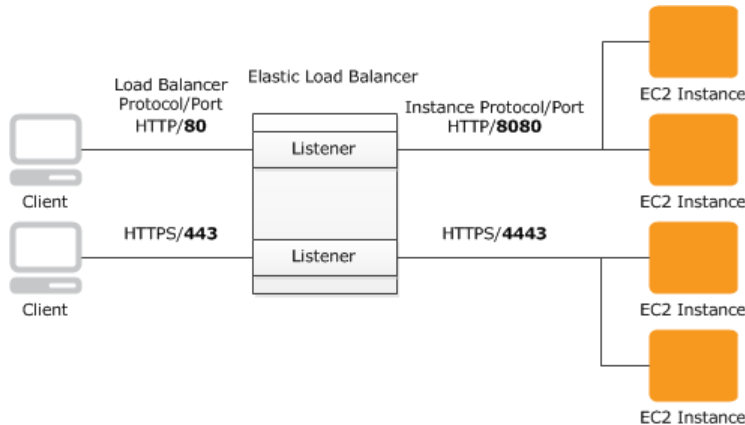 Load Balancer
Protocol/Port
HTTP/80
Elastic Load Balancer
Instance Protocol/Port
HTTP/8080
EC2 Instance
Listener
Client
EC2 Instance
HTTPS/443
HTTPS/4443
Listener
Client
EC2 Instance
EC2 Instance